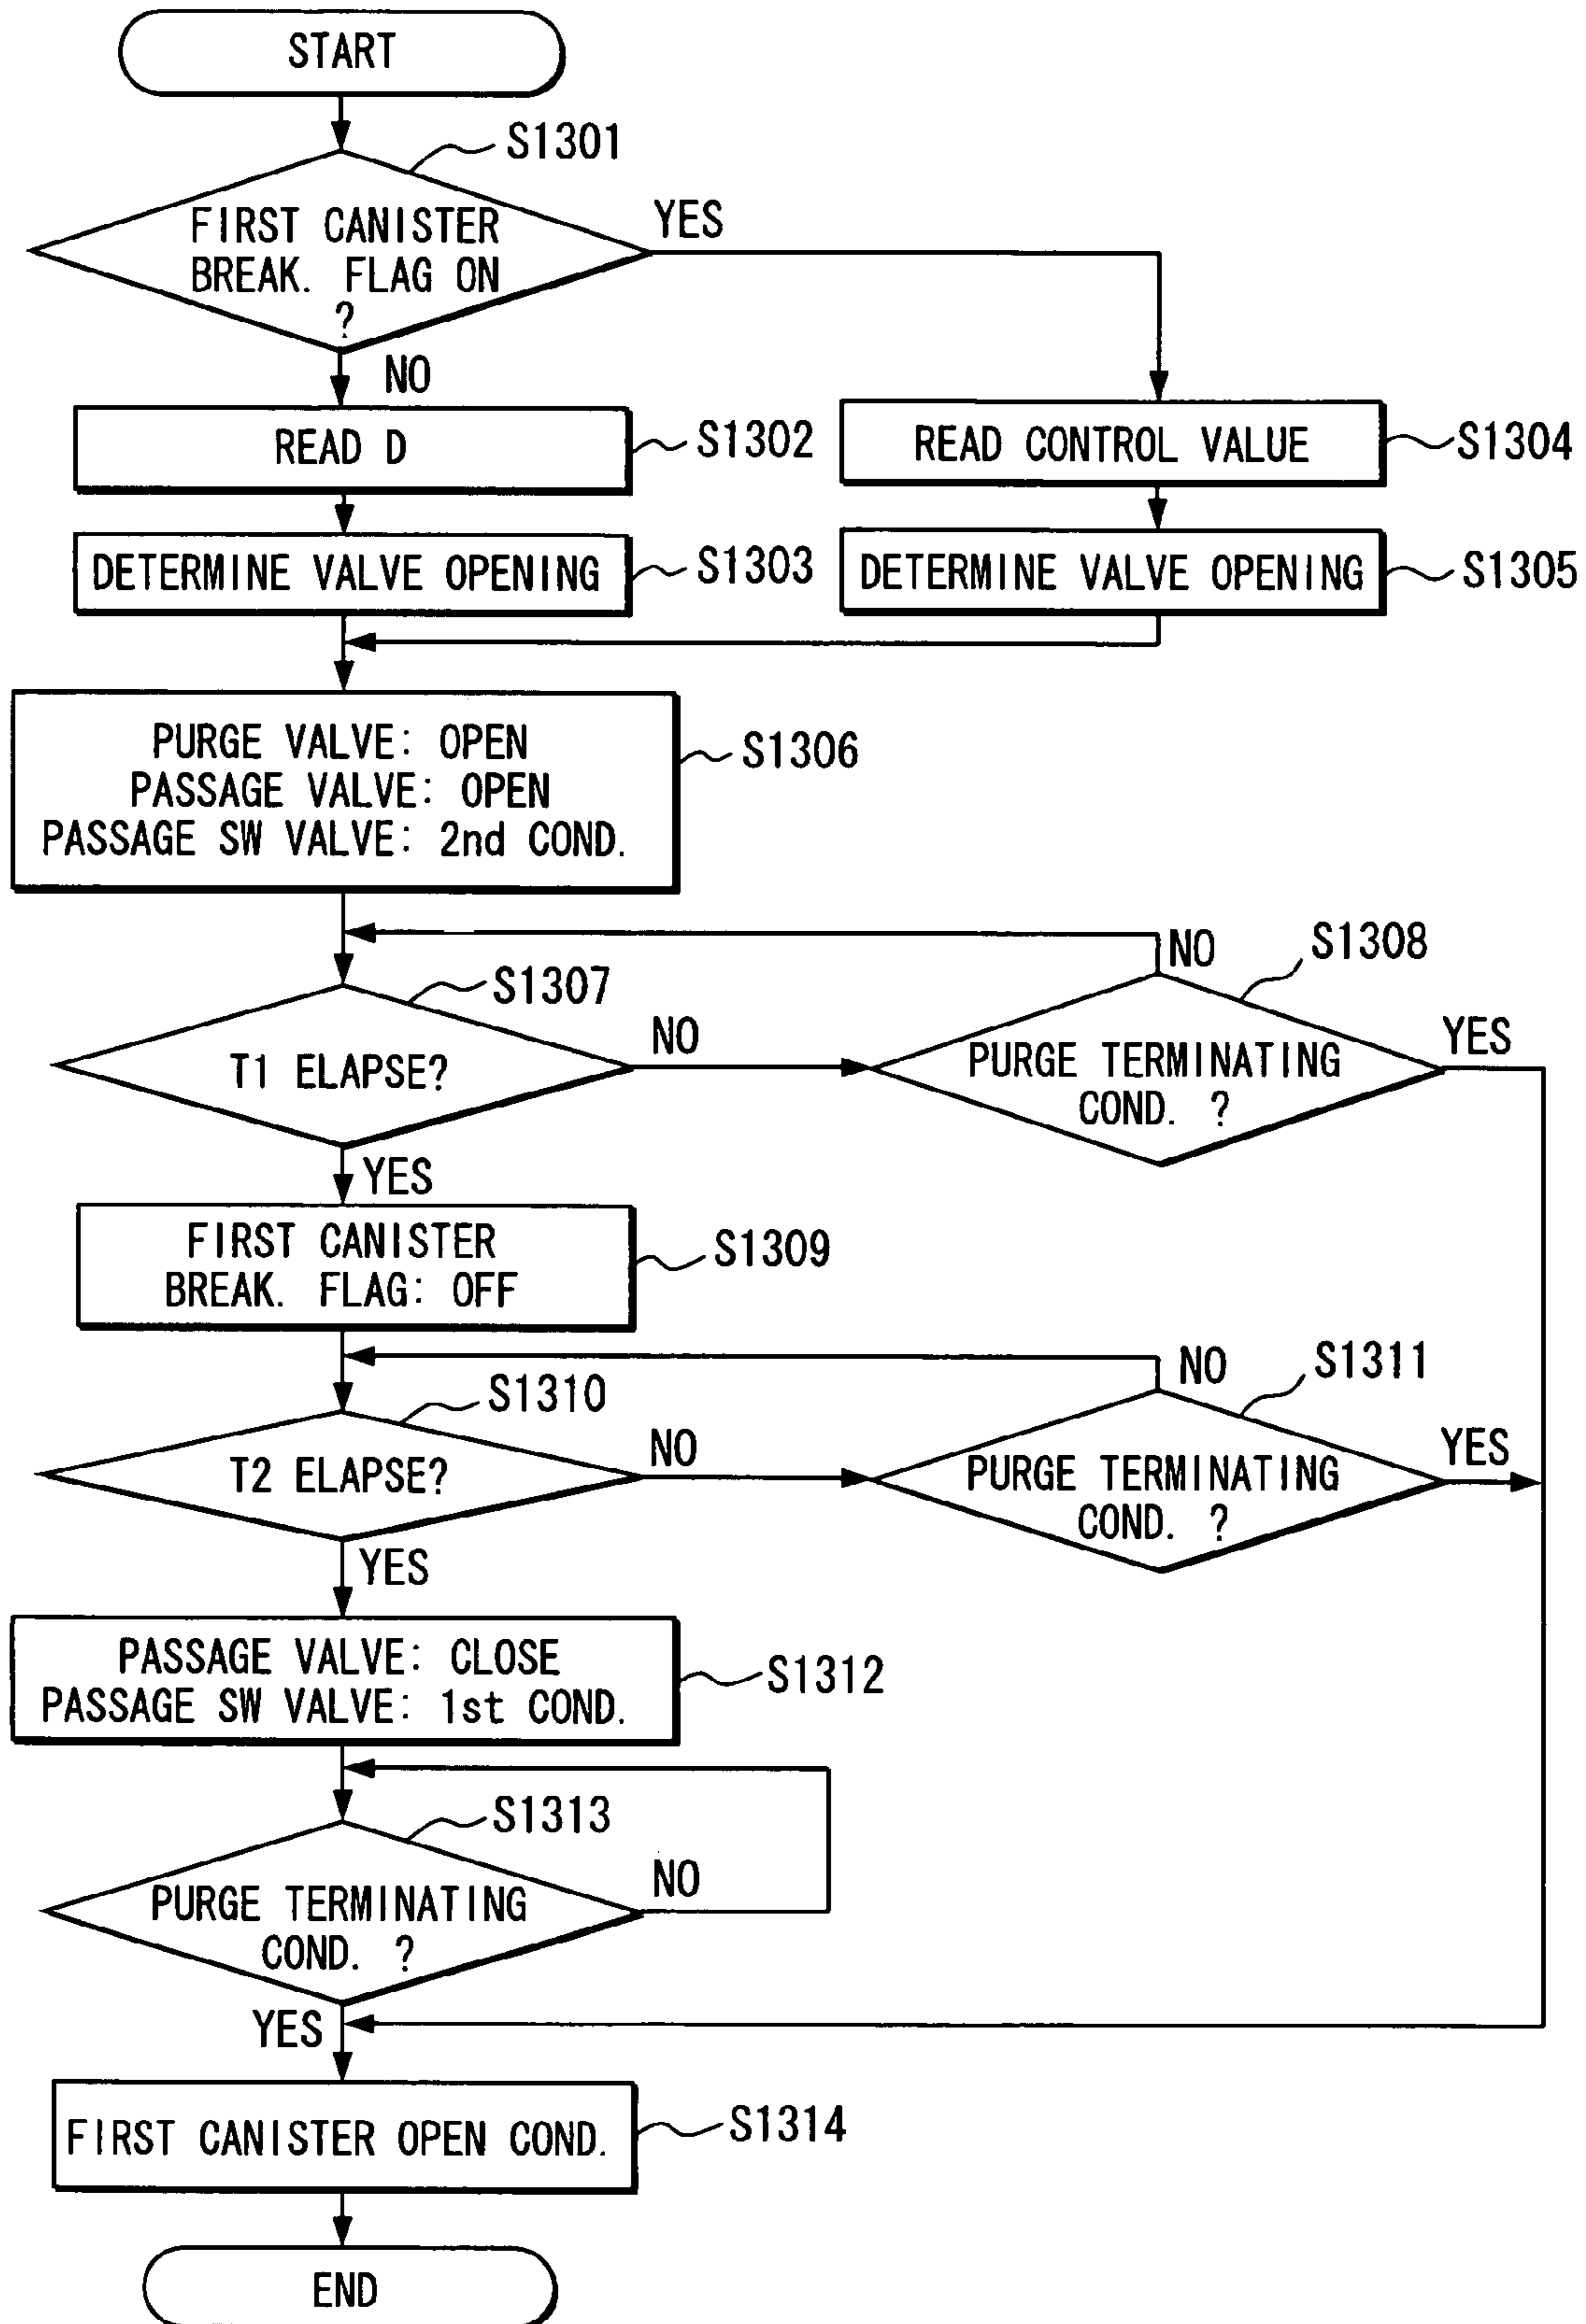 START
S1301
FIRST CANISTER
BREAK. FLAG ON
?
YES
NO
READ D
S1302
READ CONTROL VALUE
S1304
DETERMINE VALVE OPENING
S1303
DETERMINE VALVE OPENING
S1305
PURGE VALVE: OPEN
PASSAGE VALVE: OPEN
PASSAGE SW VALVE: 2nd COND.
S1306
NO
S1308
S1307
T1 ELAPSE?
NO
PURGE TERMINATING
COND. ?
YES
YES
FIRST CANISTER
BREAK. FLAG: OFF
S1309
NO
S1311
S1310
T2 ELAPSE?
NO
PURGE TERMINATING
COND. ?
YES
YES
PASSAGE VALVE: CLOSE
PASSAGE SW VALVE: 1st COND.
S1312
S1313
PURGE TERMINATING
COND. ?
NO
YES
FIRST CANISTER OPEN COND.
S1314
END